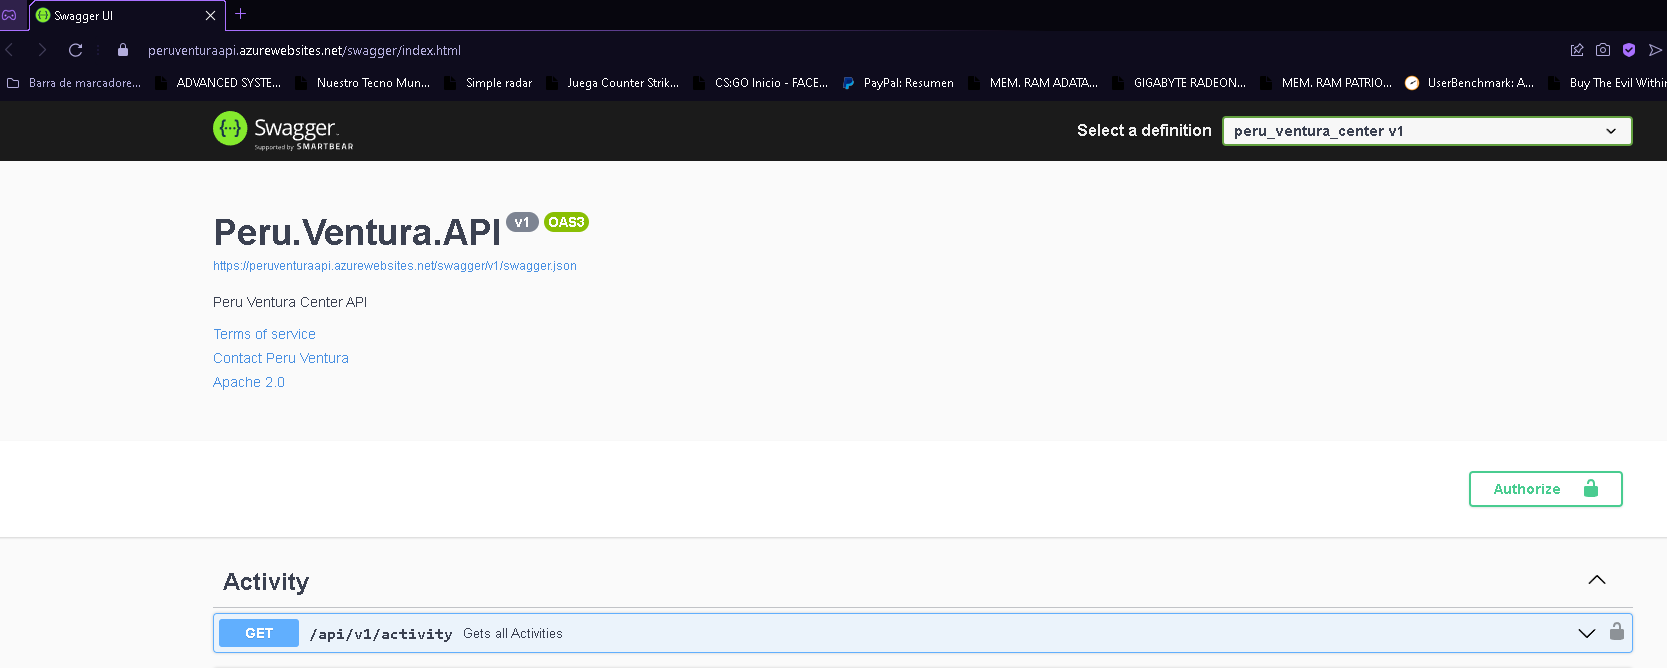 Swagger UI
peruventuraapi.azurewebsites.net/swagger/index.html
Barra de marcadore... ADVANCED SYSTE... Nuestro Tecno Mun... Simple radar Juega Counter Strik... CS:GO Inicio - FACE... PayPal: Resumen MEM. RAM ADATA... GIGABYTE RADEON... MEM. RAM PATRIO... UserBenchmark: A... Buy The Evil Within
{···} Swagger™
Supported by SMARTBEAR
Select a definition peru_ventura_center v1
Peru.Ventura.API v1 OAS3
https://peruventuraapi.azurewebsites.net/swagger/v1/swagger.json
Peru Ventura Center API
Terms of service
Contact Peru Ventura
Apache 2.0
Authorize
Activity
GET /api/v1/activity Gets all Activities